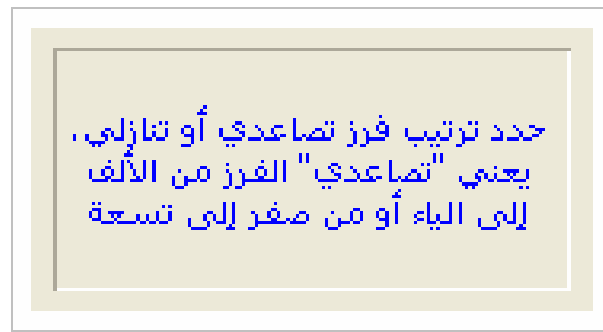 حدد ترتيب فرز تصاعدي أو تنازلي.
يعني "تصاعدي" الفرز من الألف
إلى الياء أو من صفر إلى تسعة